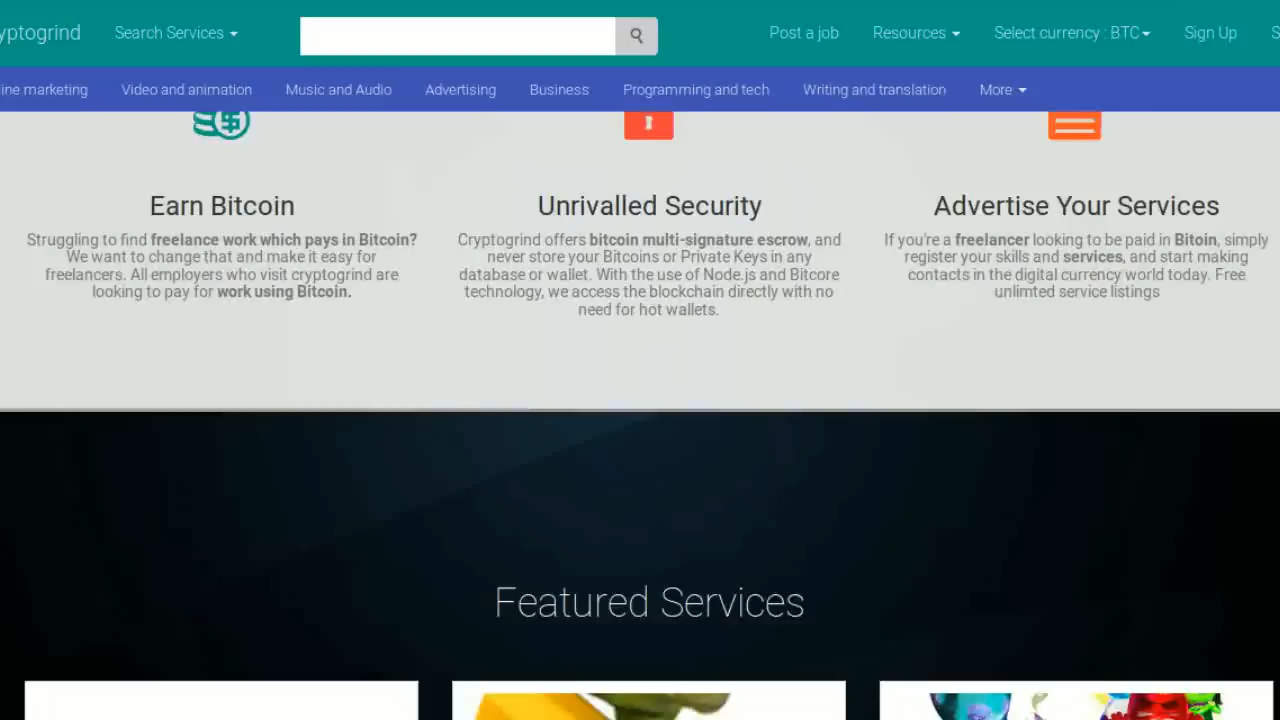 yptogrind Search Services Post a job Resources Select currency : BTC Sign Up S
ine marketing Video and animation Music and Audio Advertising Business Programming and tech Writing and translation More
Earn Bitcoin
Struggling to find freelance work which pays in Bitcoin?
We want to change that and make it easy for
freelancers. All employers who visit cryptogrind are
looking to pay for work using Bitcoin.
Unrivalled Security
Cryptogrind offers bitcoin multi-signature escrow, and
never store your Bitcoins or Private Keys in any
database or wallet. With the use of Node.js and Bitcore
technology, we access the blockchain directly with no
need for hot wallets.
Advertise Your Services
If you're a freelancer looking to be paid in Bitoin, simply
register your skills and services, and start making
contacts in the digital currency world today. Free
unlimted service listings
Featured Services